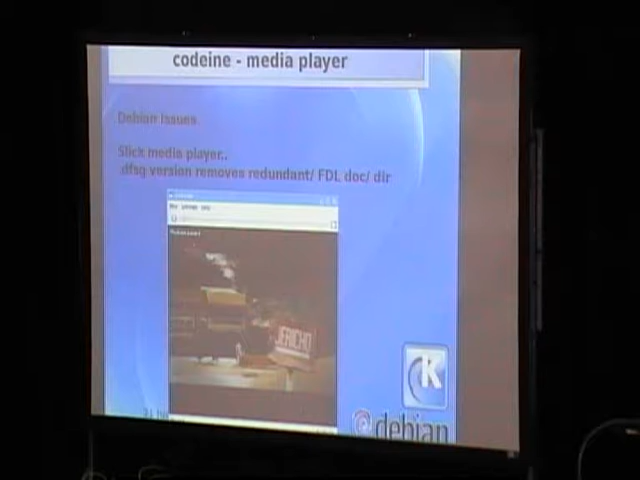 codeine - media player
Debian issues
Slick media player..
.dfsg version removes redundant/ FDL doc/ dir
JERICHO
K
debian